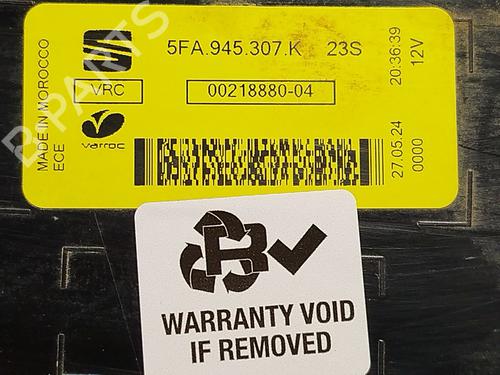 5FA.945.307.K 23S
VRC
00218880-04
varroc
MADE IN MOROCCO
ECE
20:36:39
12V
27.05.24
0000
B-PARTS
R
WARRANTY VOID
IF REMOVED